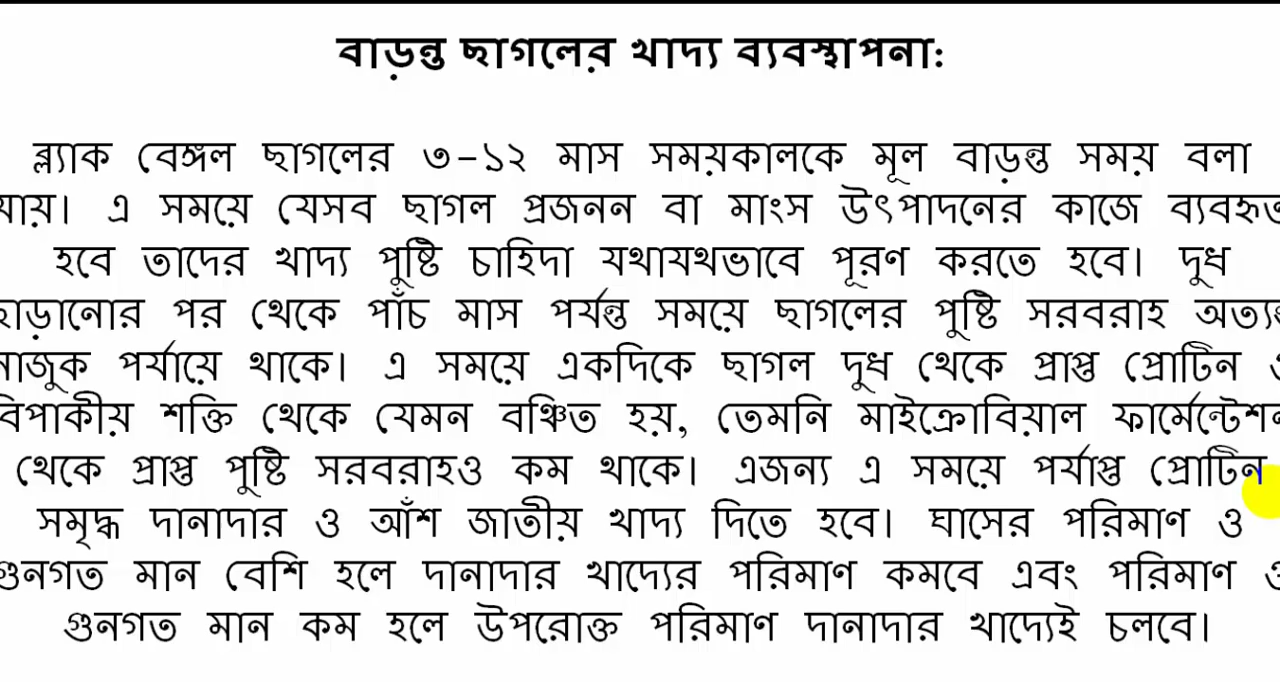 বাড়ন্ত ছাগলের খাদ্য ব্যবস্থাপনা:
ব্ল্যাক বেঙ্গল ছাগলের ৩-১২ মাস সময়কালকে মূল বাড়ন্ত সময় বলা
যায়। এ সময়ে যেসব ছাগল প্রজনন বা মাংস উৎপাদনের কাজে ব্যবহৃত
হবে তাদের খাদ্য পুষ্টি চাহিদা যথাযথভাবে পূরণ করতে হবে। দুধ
ছাড়ানোর পর থেকে পাঁচ মাস পর্যন্ত সময়ে ছাগলের পুষ্টি সরবরাহ অত্যন্ত
নাজুক পর্যায়ে থাকে। এ সময়ে একদিকে ছাগল দুধ থেকে প্রাপ্ত প্রোটিন ও
বিপাকীয় শক্তি থেকে যেমন বঞ্চিত হয়, তেমনি মাইক্রোবিয়াল ফার্মেন্টেশন
থেকে প্রাপ্ত পুষ্টি সরবরাহও কম থাকে। এজন্য এ সময়ে পর্যাপ্ত প্রোটিন
সমৃদ্ধ দানাদার ও আঁশ জাতীয় খাদ্য দিতে হবে। ঘাসের পরিমাণ ও
গুনগত মান বেশি হলে দানাদার খাদ্যের পরিমাণ কমবে এবং পরিমাণ ও
গুনগত মান কম হলে উপরোক্ত পরিমাণ দানাদার খাদ্যেই চলবে।